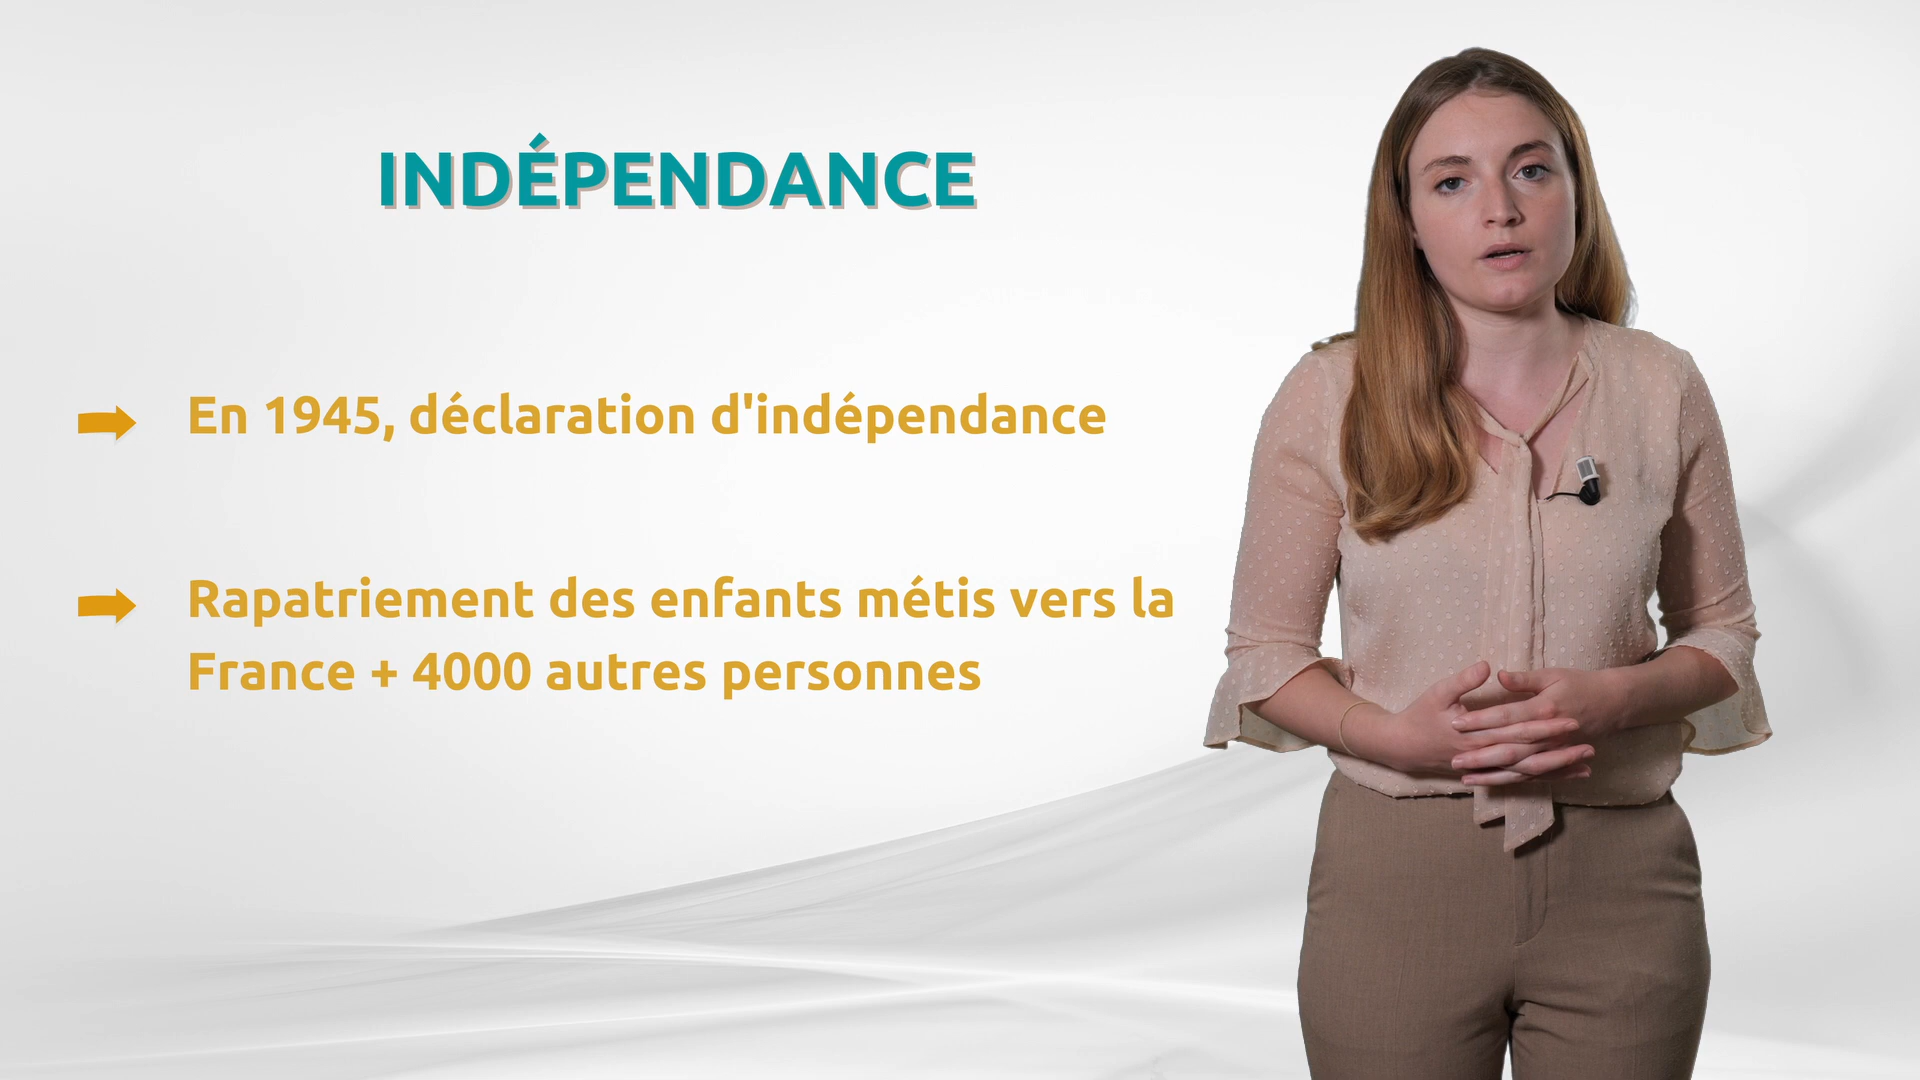 INDÉPENDANCE
En 1945, déclaration d'indépendance
Rapatriement des enfants métis vers la
France + 4000 autres personnes